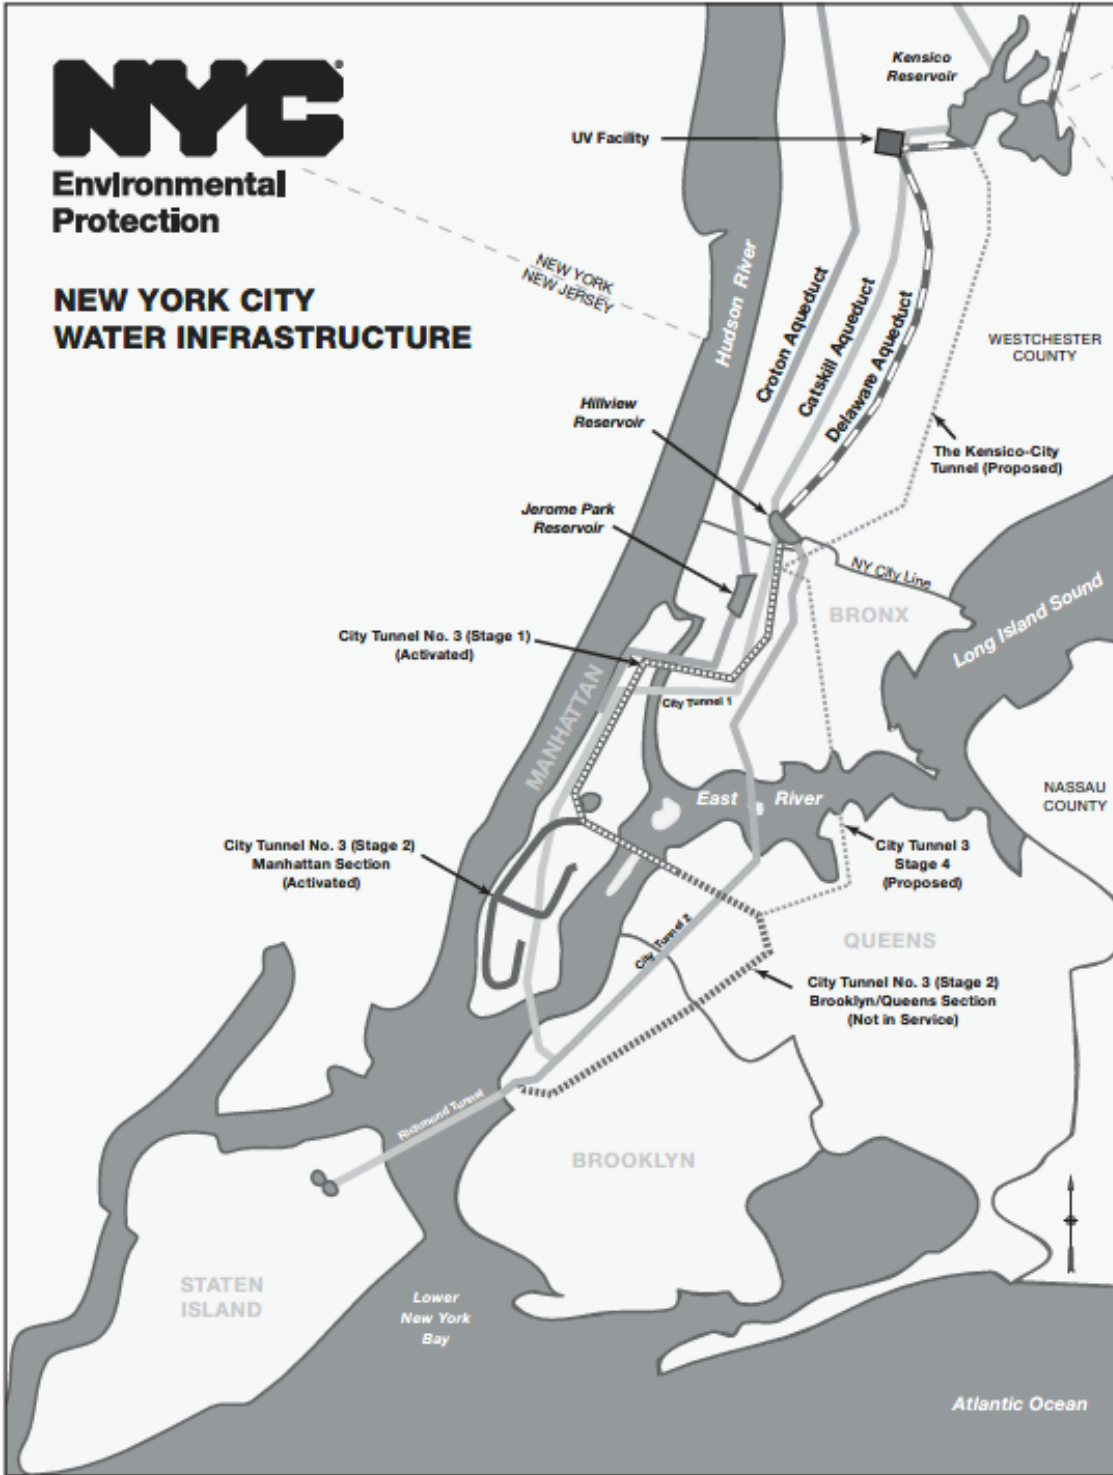 NYC®
Environmental
Protection
NEW YORK CITY
WATER INFRASTRUCTURE
Kensico
Reservoir
UV Facility
NEW YORK
NEW JERSEY
Hudson River
Croton Aqueduct
Catskill Aqueduct
Delaware Aqueduct
WESTCHESTER
COUNTY
Hillview
Reservoir
The Kensico-City
Tunnel (Proposed)
Jerome Park
Reservoir
NY City Line
BRONX
Long Island Sound
City Tunnel No. 3 (Stage 1)
(Activated)
MANHATTAN
City Tunnel 1
East River
NASSAU
COUNTY
City Tunnel No. 3 (Stage 2)
Manhattan Section
(Activated)
City Tunnel 3
Stage 4
(Proposed)
City Tunnel 2
QUEENS
City Tunnel No. 3 (Stage 2)
Brooklyn/Queens Section
(Not in Service)
Richmond Tunnel
BROOKLYN
STATEN
ISLAND
Lower
New York
Bay
Atlantic Ocean